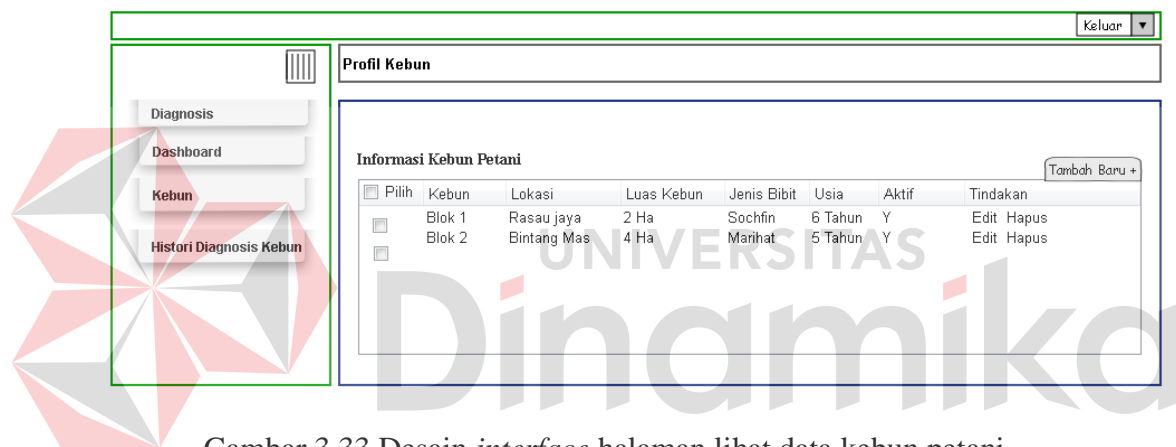 Keluar
Profil Kebun
Diagnosis
Dashboard
Kebun
Histori Diagnosis Kebun
Informasi Kebun Petani
Tambah Baru +
Pilih Kebun Lokasi Luas Kebun Jenis Bibit Usia Aktif Tindakan
Blok 1 Rasau jaya 2 Ha Sochfin 6 Tahun Y Edit Hapus
Blok 2 Bintang Mas 4 Ha Marihat 5 Tahun Y Edit Hapus
UNIVERSITAS
Dinamika
Gambar 3.33 Desain interface halaman lihat data kebun petani